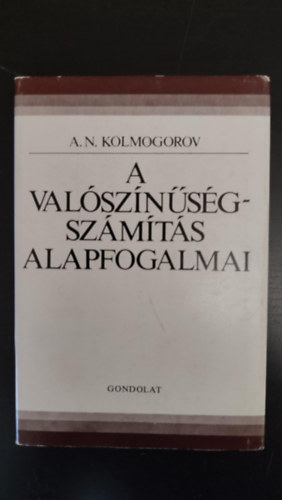 A. N. KOLMOGOROV
A
VALÓSZÍNŰSÉG-
SZÁMÍTÁS
ALAPFOGALMAI
GONDOLAT